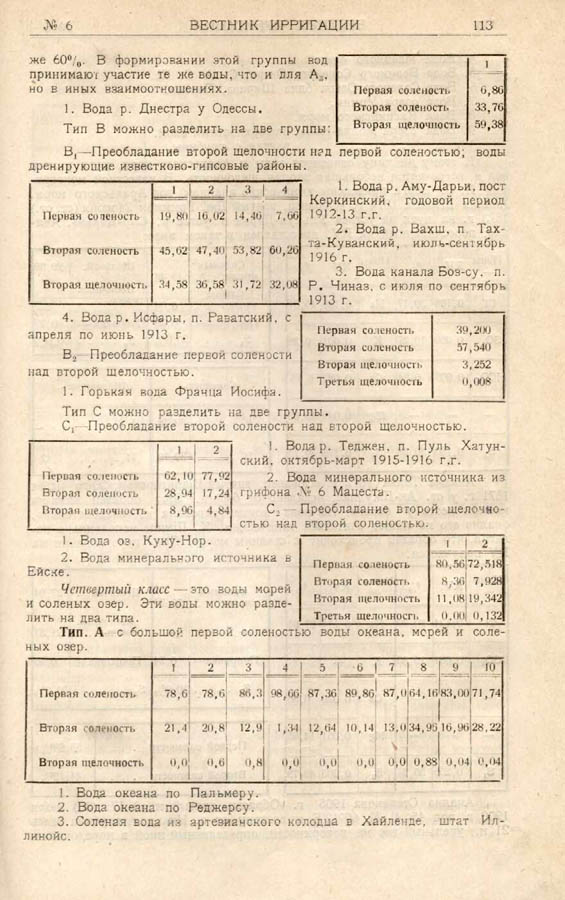 № 6 ВЕСТНИК ИРРИГАЦИИ 113
же 60%. В формировании этой группы вод
принимают участие те же воды, что и для А₂,
но в иных взаимоотношениях.
1. Вода р. Днестра у Одессы.
Тип В можно разделить на две группы:
1
Первая соленость 6,86
Вторая соленость 33,76
Вторая щелочность 59,38
В₁—Преобладание второй щелочности над первой соленостью; воды
дренирующие известково-гипсовые районы.
1 2 3 4
Первая соленость 19,80 16,02 14,46 7,66
Вторая соленость 45,62 47,40 53,82 60,26
Вторая щелочность 34,58 36,58 31,72 32,08
1. Вода р. Аму-Дарьи, пост
Керкинский, годовой период
1912-13 г.г.
2. Вода р. Вахш, п. Тах-
та-Куванский, июль-сентябрь
1916 г.
3. Вода канала Боз-су, п.
Р. Чиназ, с июля по сентябрь
1913 г.
4. Вода р. Исфары, п. Раватский, с
апреля по июнь 1913 г.
В₂—Преобладание первой солености
над второй щелочностью.
1. Горькая вода Франца Иосифа.
Первая соленость 39,200
Вторая соленость 57,540
Вторая щелочность 3,252
Третья щелочность 0,008
Тип С можно разделить на две группы.
С₁—Преобладание второй солености над второй щелочностью.
1 2
Первая соленость 62,10 77,92
Вторая соленость 28,94 17,24
Вторая щелочность 8,96 4,84
1. Вода р. Теджен, п. Пуль Хатун-
ский, октябрь-март 1915-1916 г.г.
2. Вода минерального источника из
грифона № 6 Мацеста.
С₂—Преобладание второй щелочно-
стью над второй соленостью.
1. Вода оз. Куку-Нор.
2. Вода минерального источника в
Ейске.
Четвертый класс — это воды морей
и соленых озер. Эти воды можно разде-
лить на два типа.
1 2
Первая соленость 80,56 72,518
Вторая соленость 8,36 7,928
Вторая щелочность 11,08 19,342
Третья щелочность 0,00 0,132
Тип. А с большой первой соленостью воды океана, морей и соле-
ных озер.
1 2 3 4 5 6 7 8 9 10
Первая соленость 78,6 78,6 86,3 98,66 87,36 89,86 87,0 64,16 83,00 71,74
Вторая соленость 21,4 20,8 12,9 1,34 12,64 10,14 13,0 34,96 16,96 28,22
Вторая щелочность 0,0 0,6 0,8 0,0 0,0 0,0 0,0 0,88 0,04 0,04
1. Вода океана по Пальмеру.
2. Вода океана по Реджерсу.
3. Соленая вода из артезианского колодца в Хайленде, штат Ил-
линойс.